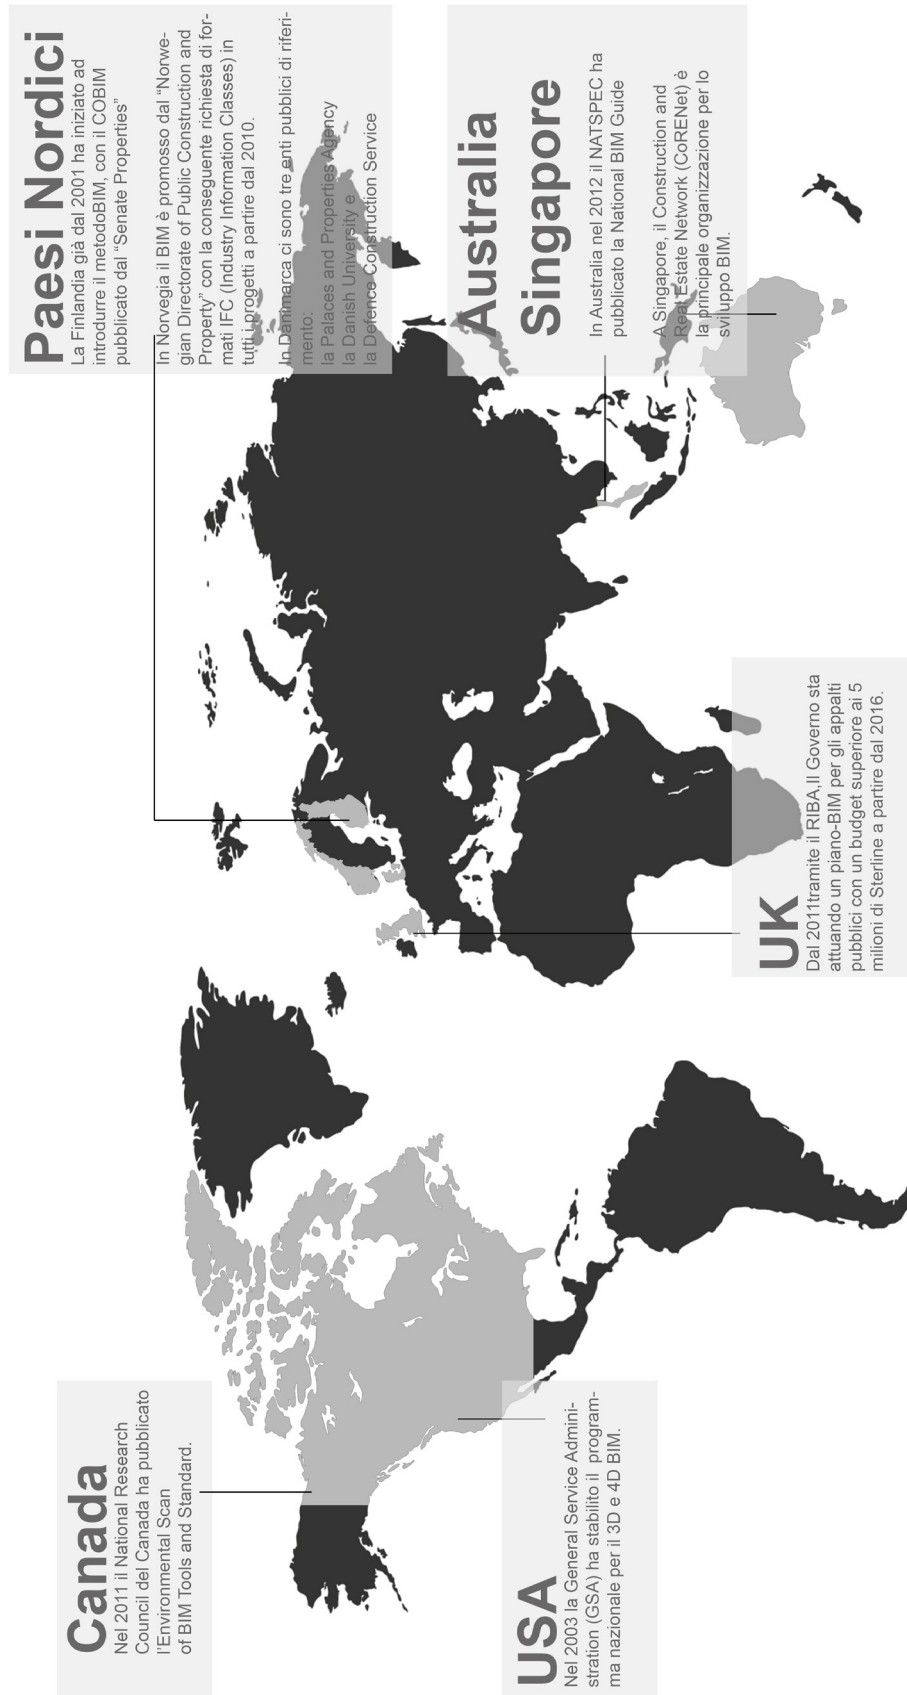 Canada
Nel 2011 il National Research
Council del Canada ha pubblicato
l'Environmental Scan
of BIM Tools and Standard.
USA
Nel 2003 la General Service Admini-
stration (GSA) ha stabilito il program-
ma nazionale per il 3D e 4D BIM.
UK
Dal 2011tramite il RIBA,Il Governo sta
attuando un piano-BIM per gli appalti
pubblici con un budget superiore ai 5
milioni di Sterline a partire dal 2016.
Paesi Nordici
La Finlandia già dal 2001 ha iniziato ad
introdurre il metodoBIM, con il COBIM
pubblicato dal "Senate Properties"
In Norvegia il BIM è promosso dal "Norwe-
gian Directorate of Public Construction and
Property" con la conseguente richiesta di for-
mati IFC (Industry Information Classes) in
tutti i progetti a partire dal 2010.
In Danimarca ci sono tre enti pubblici di riferi-
mento:
la Palaces and Properties Agency
la Danish University e
la Defence Construction Service
Australia
Singapore
In Australia nel 2012 il NATSPEC ha
pubblicato la National BIM Guide
A Singapore, il Construction and
Real Estate Network (CoRENet) è
la principale organizzazione per lo
sviluppo BIM.